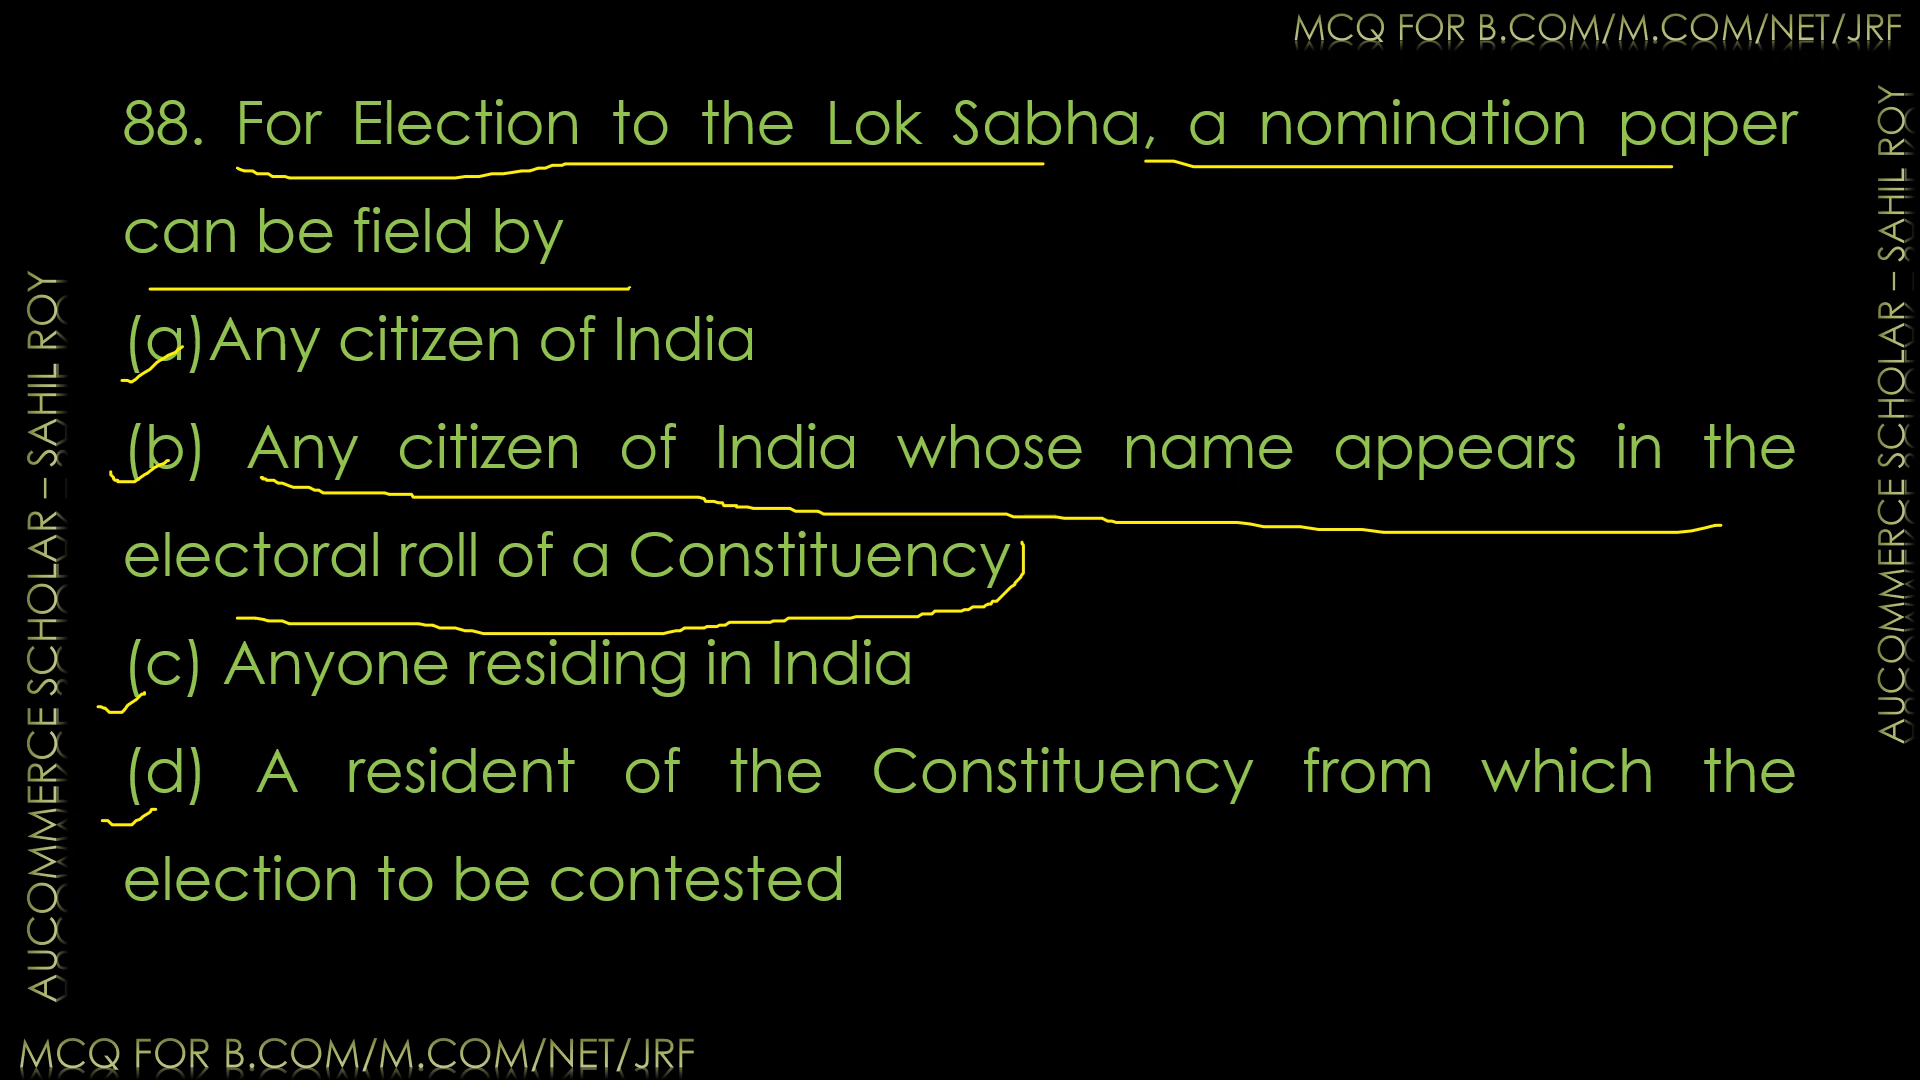 MCQ FOR B.COM/M.COM/NET/JRF
88. For Election to the Lok Sabha, a nomination paper
can be field by
(a)Any citizen of India
(b) Any citizen of India whose name appears in the
electoral roll of a Constituency
(c) Anyone residing in India
(d) A resident of the Constituency from which the
election to be contested
AUCOMMERCE SCHOLAR – SAHIL ROY
AUCOMMERCE SCHOLAR – SAHIL ROY
MCQ FOR B.COM/M.COM/NET/JRF